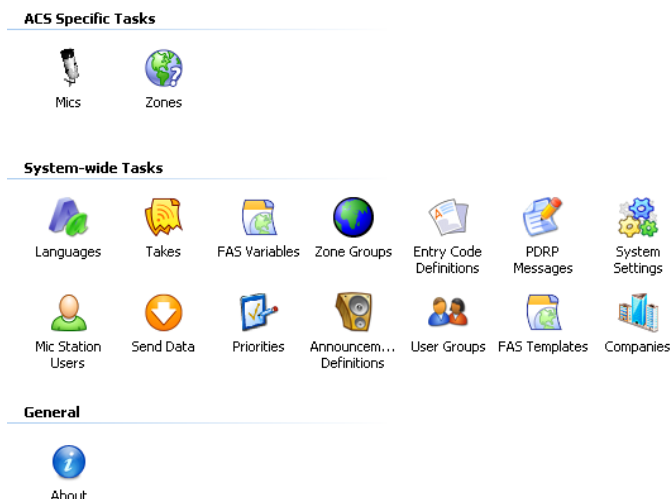 ACS Specific Tasks
Mics Zones
System-wide Tasks
Languages Takes FAS Variables Zone Groups Entry Code PDRP System
Definitions Messages Settings
Mic Station Send Data Priorities Announcem... User Groups FAS Templates Companies
Users Definitions
General
About